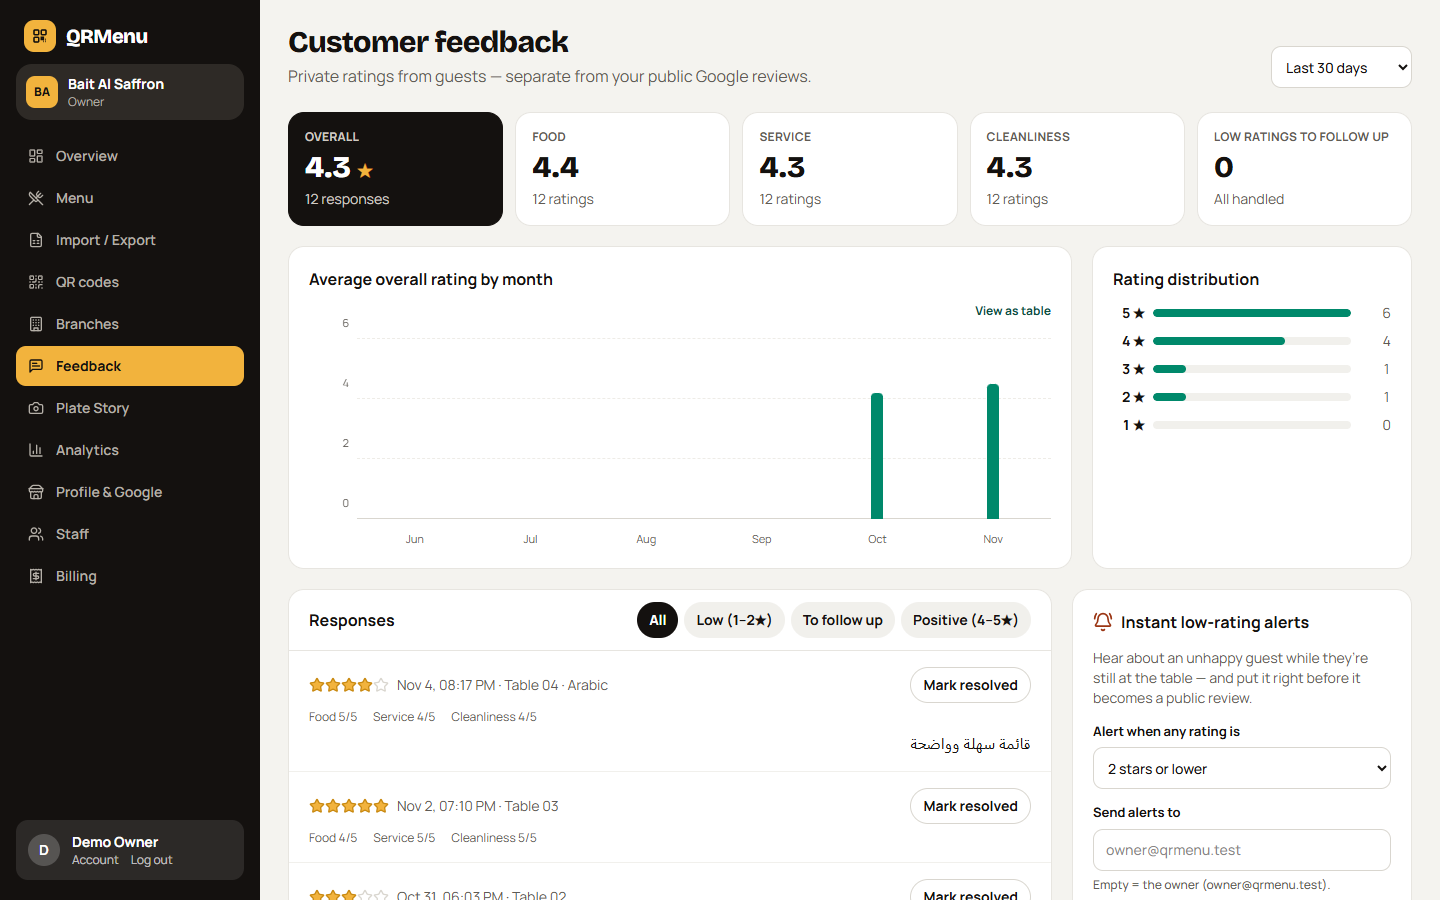 QRMenu
BA
Bait Al Saffron
Owner
Overview
Menu
Import / Export
QR codes
Branches
Feedback
Plate Story
Analytics
Profile & Google
Staff
Billing
D
Demo Owner
Account Log out
Customer feedback
Private ratings from guests — separate from your public Google reviews.
Last 30 days
OVERALL
4.3 ★
12 responses
FOOD
4.4
12 ratings
SERVICE
4.3
12 ratings
CLEANLINESS
4.3
12 ratings
LOW RATINGS TO FOLLOW UP
0
All handled
Average overall rating by month
View as table
6
4
2
0
Jun Jul Aug Sep Oct Nov
Rating distribution
5 ★ 6
4 ★ 4
3 ★ 1
2 ★ 1
1 ★ 0
Responses
All
Low (1–2★)
To follow up
Positive (4–5★)
Nov 4, 08:17 PM · Table 04 · Arabic
Mark resolved
Food 5/5 Service 4/5 Cleanliness 4/5
قائمة سهلة وواضحة
Nov 2, 07:10 PM · Table 03
Mark resolved
Food 4/5 Service 5/5 Cleanliness 5/5
Oct 31, 06:03 PM · Table 02
Mark resolved
Instant low-rating alerts
Hear about an unhappy guest while they're
still at the table — and put it right before it
becomes a public review.
Alert when any rating is
2 stars or lower
Send alerts to
owner@qrmenu.test
Empty = the owner (owner@qrmenu.test).